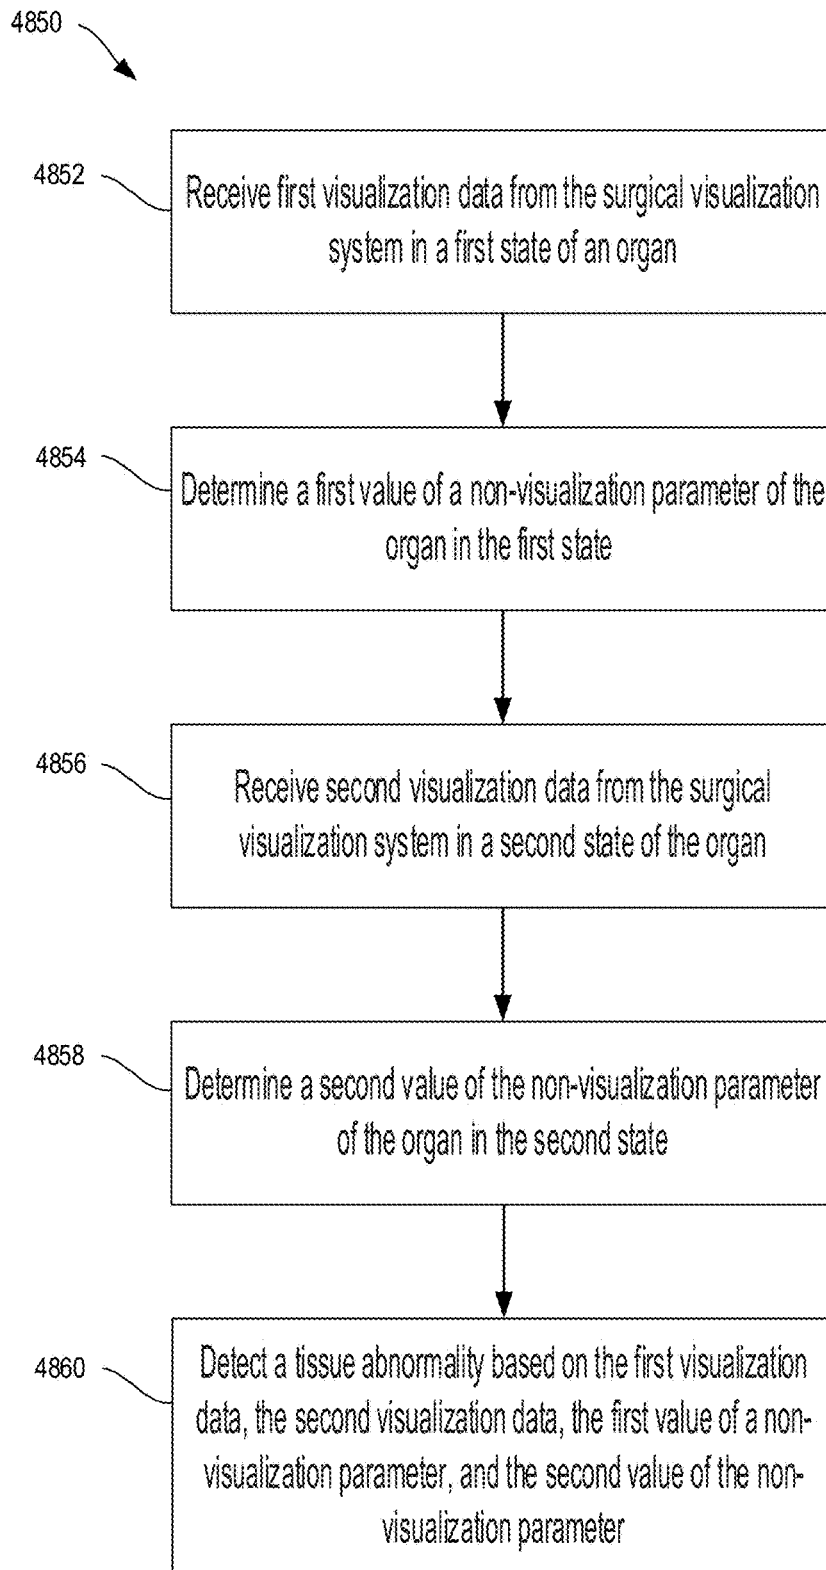 4850
4852
Receive first visualization data from the surgical visualization
system in a first state of an organ
4854
Determine a first value of a non-visualization parameter of the
organ in the first state
4856
Receive second visualization data from the surgical
visualization system in a second state of the organ
4858
Determine a second value of the non-visualization parameter
of the organ in the second state
4860
Detect a tissue abnormality based on the first visualization
data, the second visualization data, the first value of a non-
visualization parameter, and the second value of the non-
visualization parameter